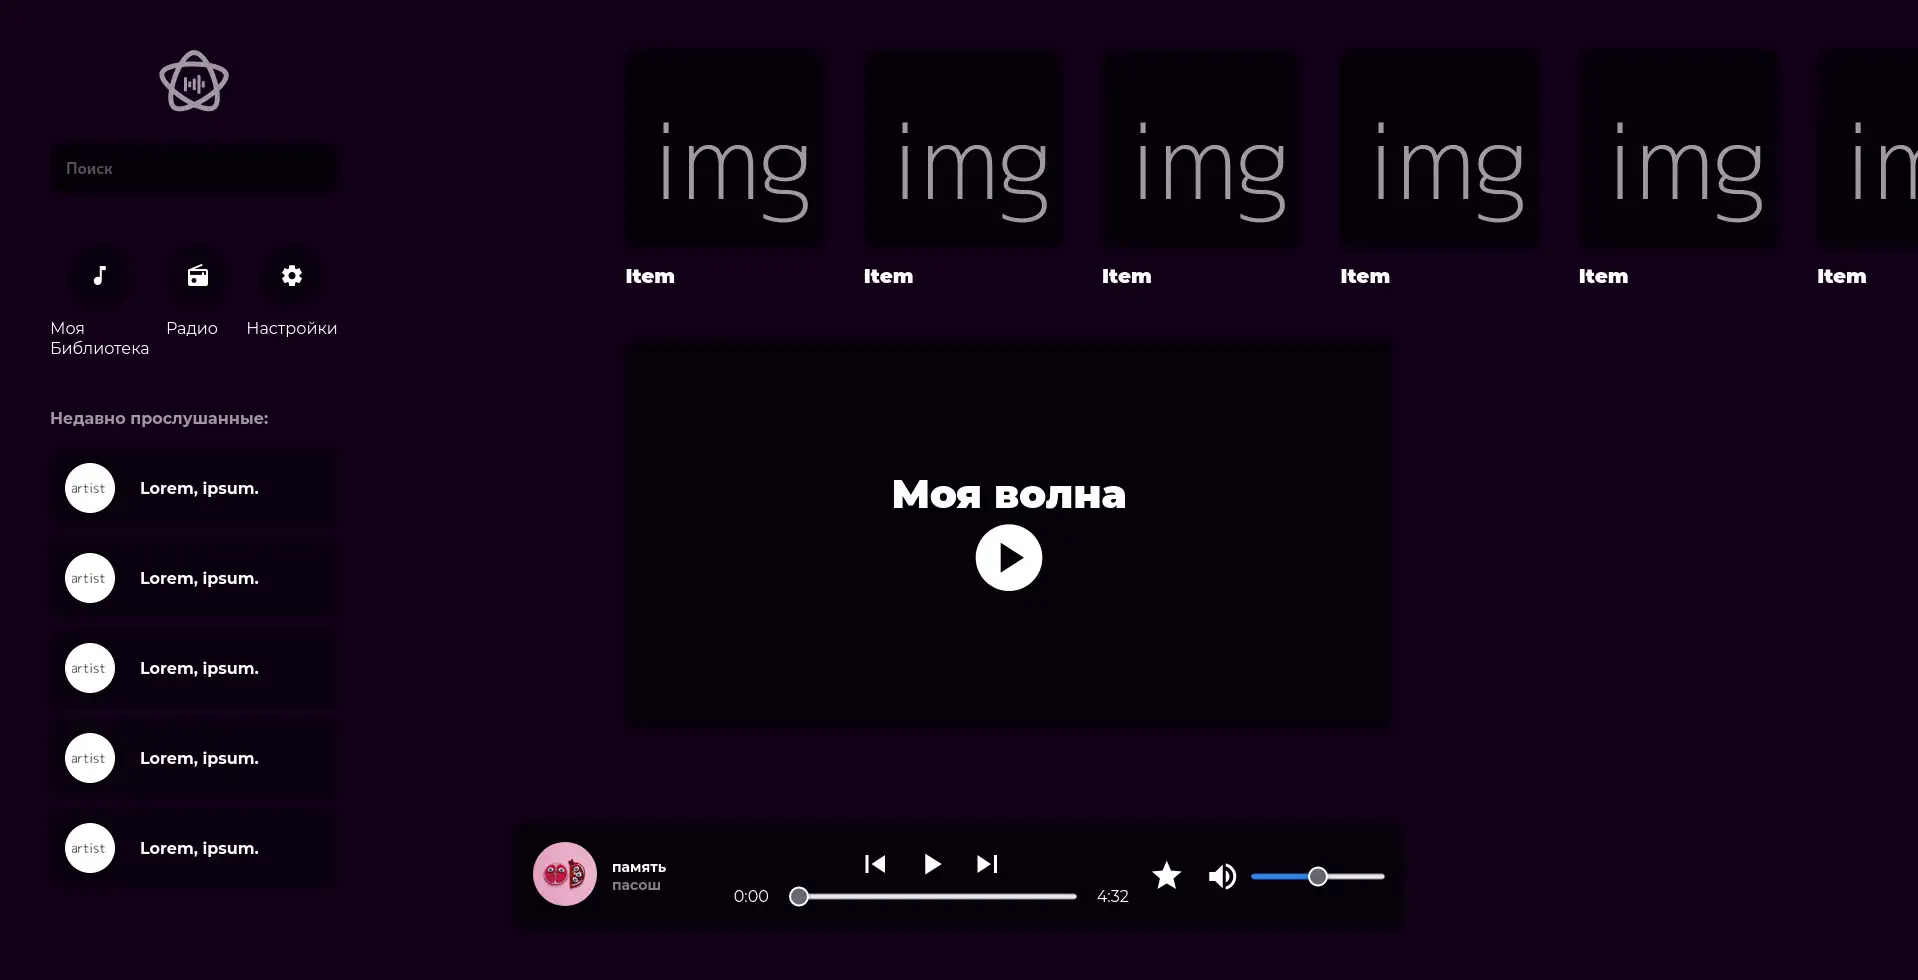 Поиск
Моя
Библиотека
Радио
Настройки
Недавно прослушанные:
artist
Lorem, ipsum.
artist
Lorem, ipsum.
artist
Lorem, ipsum.
artist
Lorem, ipsum.
artist
Lorem, ipsum.
img
img
img
img
img
im
Item
Item
Item
Item
Item
Item
Моя волна
память
пасош
0:00
4:32